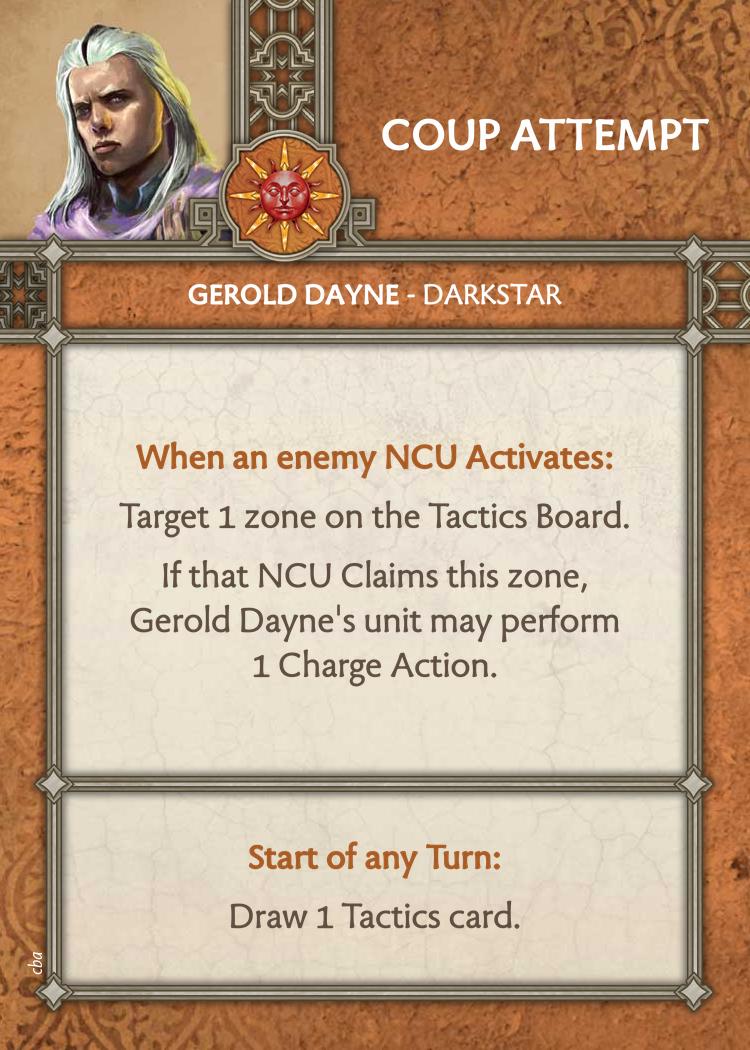 COUP ATTEMPT
GEROLD DAYNE - DARKSTAR
When an enemy NCU Activates:
Target 1 zone on the Tactics Board.
If that NCU Claims this zone,
Gerold Dayne's unit may perform
1 Charge Action.
Start of any Turn:
Draw 1 Tactics card.
cba